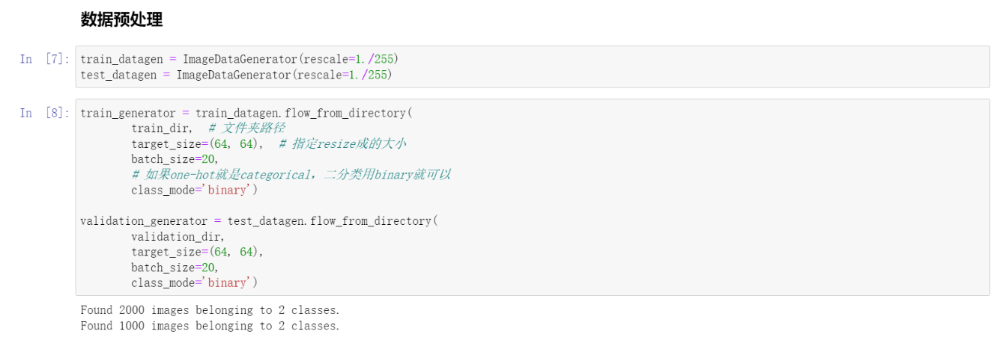 数据预处理
In [7]: train_datagen = ImageDataGenerator(rescale=1./255)
test_datagen = ImageDataGenerator(rescale=1./255)
In [8]: train_generator = train_datagen.flow_from_directory(
train_dir,  # 文件夹路径
target_size=(64, 64),  # 指定resize成的大小
batch_size=20,
# 如果one-hot就是categorical，二分类用binary就可以
class_mode='binary')
validation_generator = test_datagen.flow_from_directory(
validation_dir,
target_size=(64, 64),
batch_size=20,
class_mode='binary')
Found 2000 images belonging to 2 classes.
Found 1000 images belonging to 2 classes.